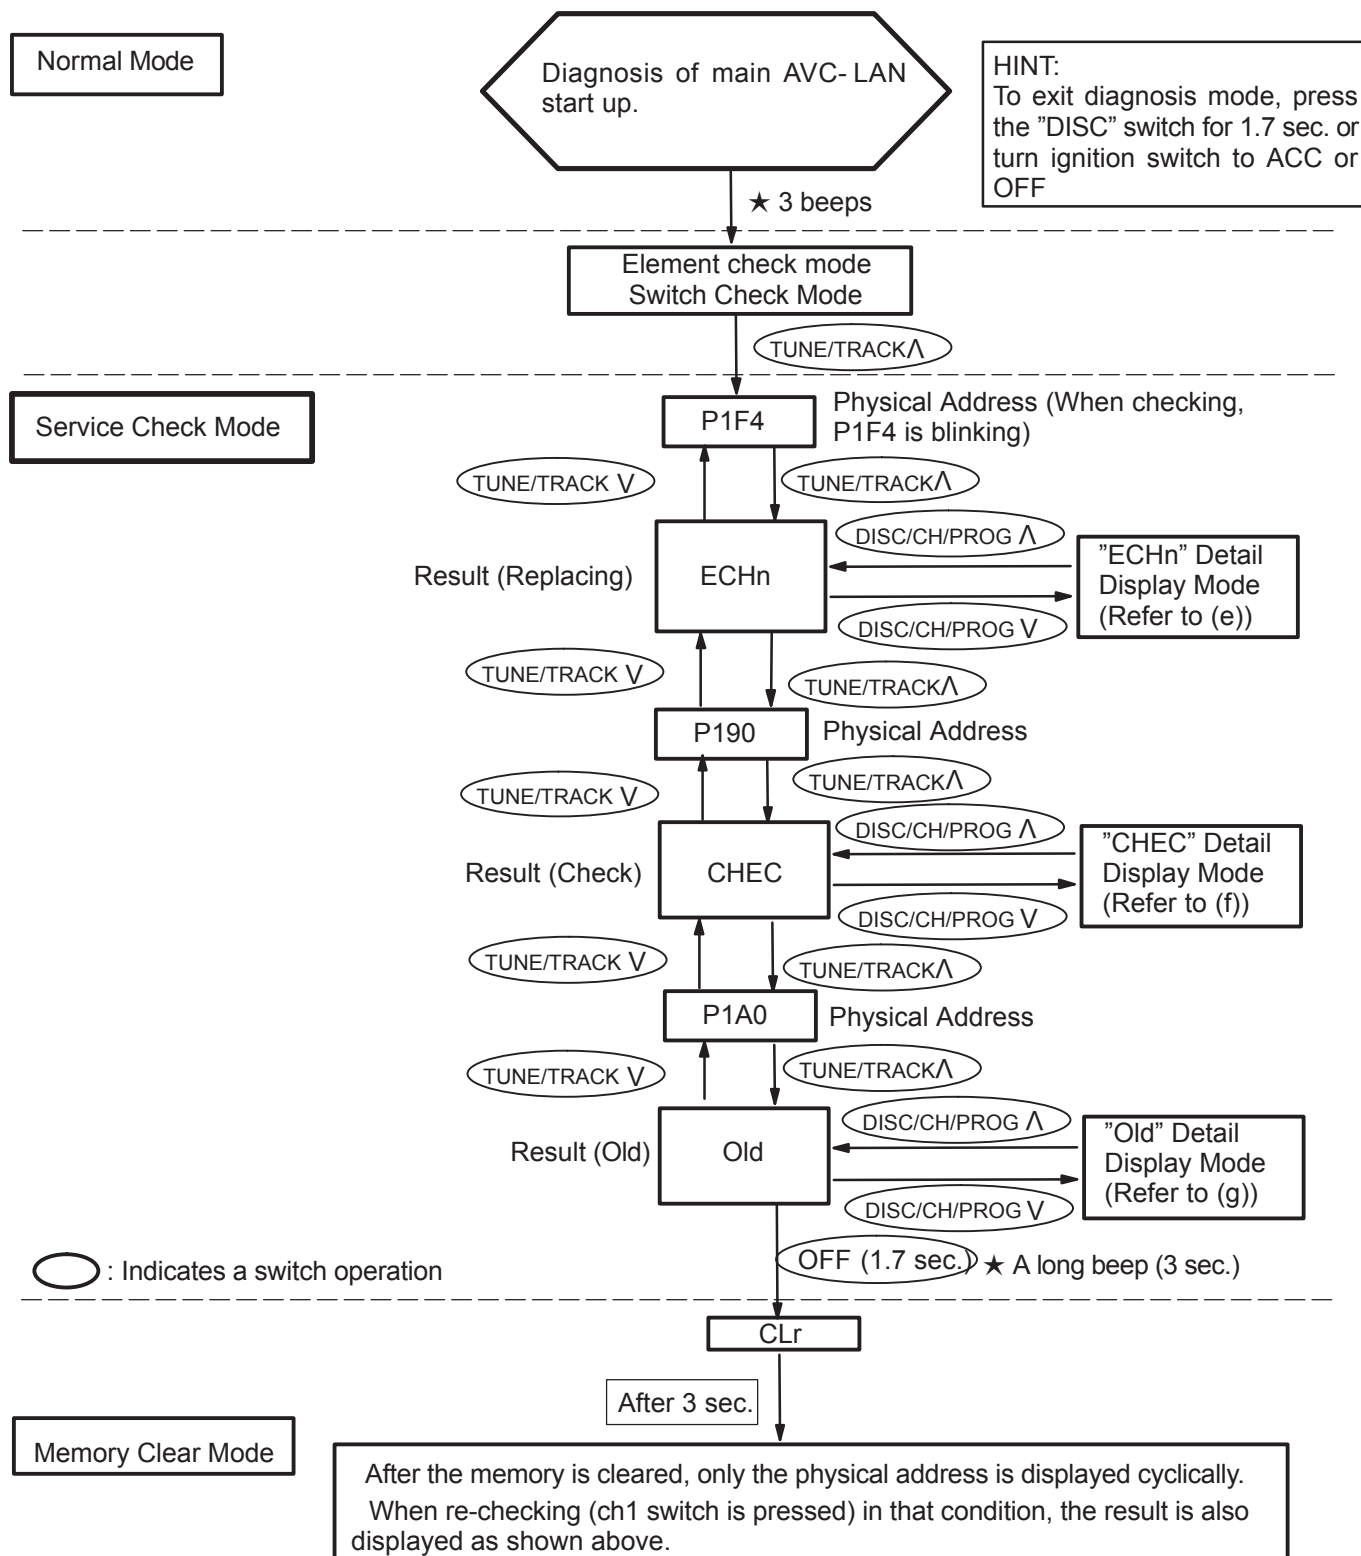 Normal Mode
Diagnosis of main AVC-LAN
start up.
HINT:
To exit diagnosis mode, press
the ”DISC” switch for 1.7 sec. or
turn ignition switch to ACC or
OFF
★ 3 beeps
Element check mode
Switch Check Mode
TUNE/TRACK Λ
Service Check Mode
P1F4
Physical Address (When checking,
P1F4 is blinking)
TUNE/TRACK V
TUNE/TRACK Λ
DISC/CH/PROG Λ
Result (Replacing)
ECHn
”ECHn” Detail
Display Mode
(Refer to (e))
DISC/CH/PROG V
TUNE/TRACK V
TUNE/TRACK Λ
P190
Physical Address
TUNE/TRACK V
TUNE/TRACK Λ
DISC/CH/PROG Λ
Result (Check)
CHEC
”CHEC” Detail
Display Mode
(Refer to (f))
DISC/CH/PROG V
TUNE/TRACK V
TUNE/TRACK Λ
P1A0
Physical Address
TUNE/TRACK V
TUNE/TRACK Λ
DISC/CH/PROG Λ
Result (Old)
Old
”Old” Detail
Display Mode
(Refer to (g))
DISC/CH/PROG V
: Indicates a switch operation
OFF (1.7 sec.) ★ A long beep (3 sec.)
CLr
After 3 sec.
Memory Clear Mode
After the memory is cleared, only the physical address is displayed cyclically.
When re-checking (ch1 switch is pressed) in that condition, the result is also
displayed as shown above.